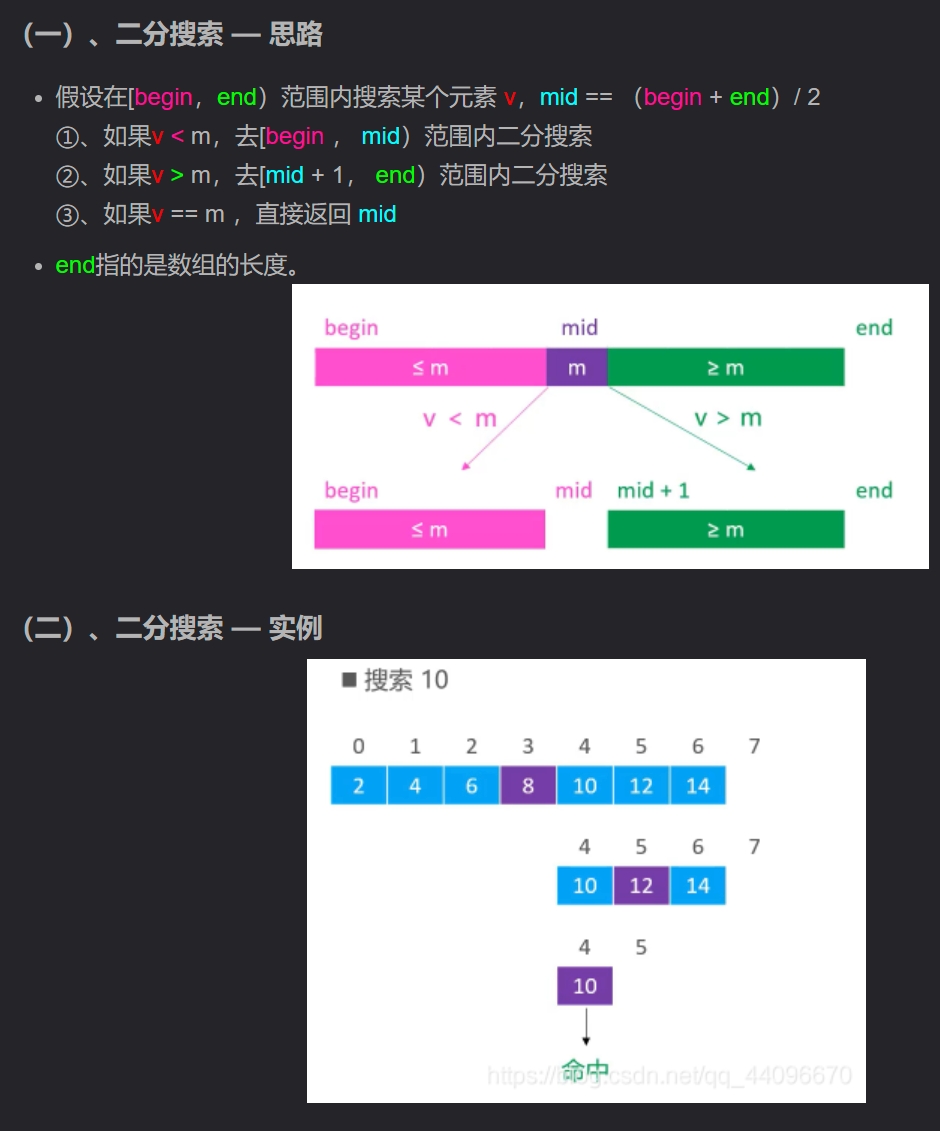 （一）、二分搜索 — 思路
• 假设在[begin，end）范围内搜索某个元素 v，mid == （begin + end）/ 2
①、如果v < m，去[begin ， mid）范围内二分搜索
②、如果v > m，去[mid + 1， end）范围内二分搜索
③、如果v == m ，直接返回 mid
• end指的是数组的长度。
begin mid end
≤ m m ≥ m
v < m v > m
begin mid mid + 1 end
≤ m ≥ m
（二）、二分搜索 — 实例
■ 搜索 10
0 1 2 3 4 5 6 7
2 4 6 8 10 12 14
4 5 6 7
10 12 14
4 5
10
命中
https://blog.csdn.net/qq_44096670